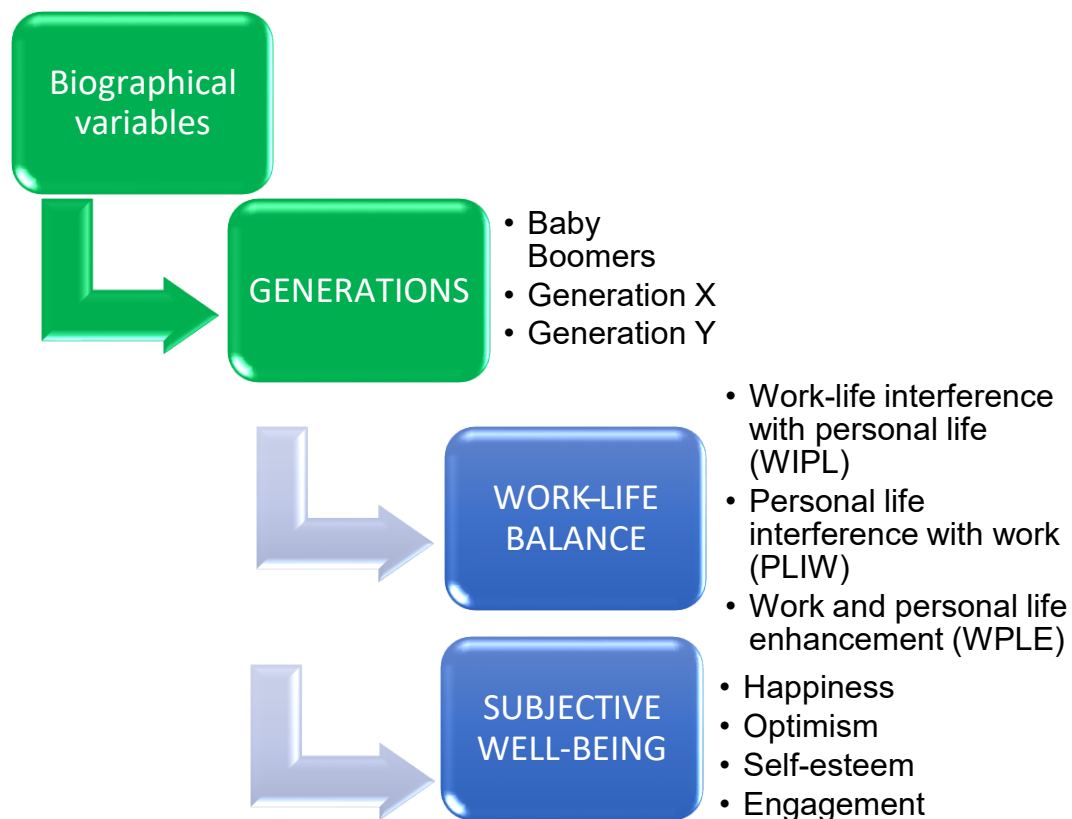 Biographical
variables
GENERATIONS
• Baby
Boomers
• Generation X
• Generation Y
WORK–LIFE
BALANCE
• Work-life interference
with personal life
(WIPL)
• Personal life
interference with work
(PLIW)
• Work and personal life
enhancement (WPLE)
SUBJECTIVE
WELL-BEING
• Happiness
• Optimism
• Self-esteem
• Engagement